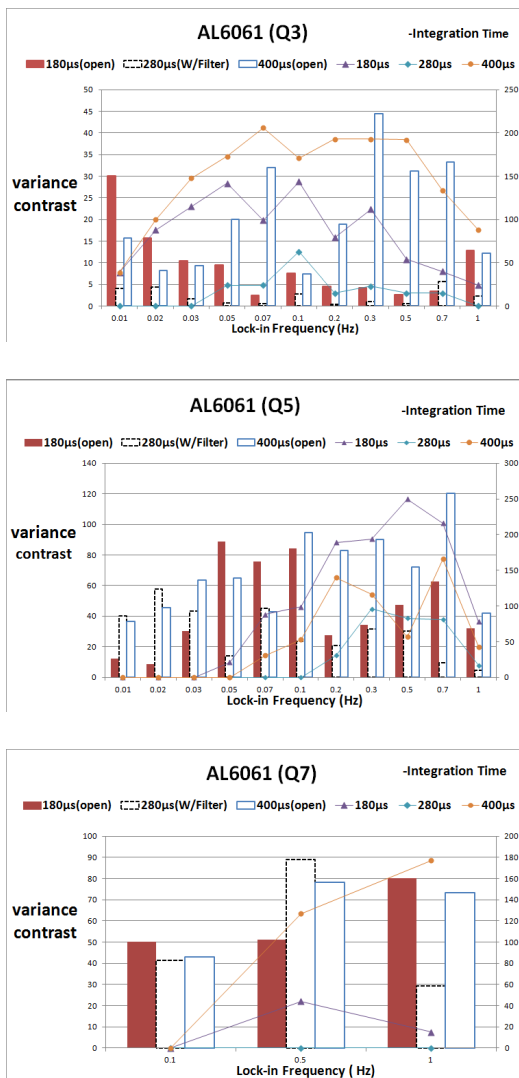 AL6061 (Q3)
-Integration Time
180μs(open) 280μs(W/Filter) 400μs(open) 180μs 280μs 400μs
50 250
45
40 200
35
30 150
25
20 100
15
10 50
5
0 0
variance
contrast
0.01 0.02 0.03 0.05 0.07 0.1 0.2 0.3 0.5 0.7 1
Lock-in Frequency (Hz)
AL6061 (Q5)
-Integration Time
180μs(open) 280μs(W/Filter) 400μs(open) 180μs 280μs 400μs
140 300
120 250
100 200
80
60 150
40 100
20 50
0 0
variance
contrast
0.01 0.02 0.03 0.05 0.07 0.1 0.2 0.3 0.5 0.7 1
Lock-in Frequency (Hz)
AL6061 (Q7)
-Integration Time
180μs(open) 280μs(W/Filter) 400μs(open) 180μs 280μs 400μs
100 200
90 180
80 160
70 140
60 120
50 100
40 80
30 60
20 40
10 20
0 0
variance
contrast
0.1 0.5 1
Lock-in Frequency ( Hz)